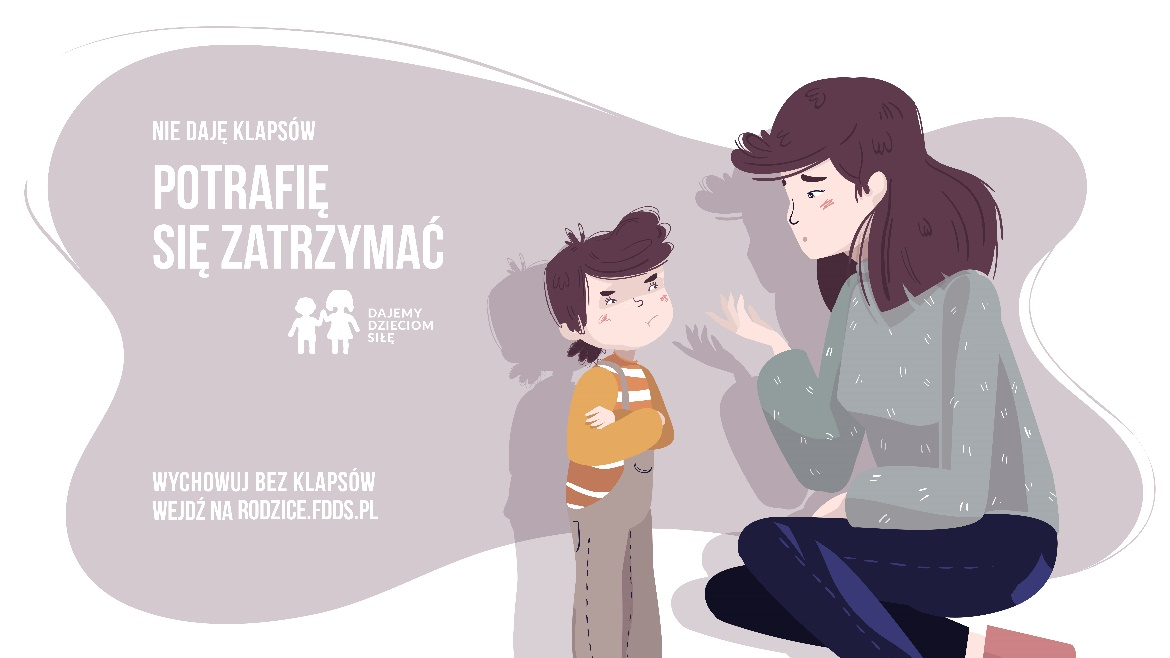 NIE DAJĘ KLAPSÓW
POTRAFIĘ
SIĘ ZATRZYMAĆ
DAJEMY
DZIECIOM
SIŁĘ
WYCHOWUJ BEZ KLAPSÓW
WEJDŹ NA RODZICE.FDDS.PL